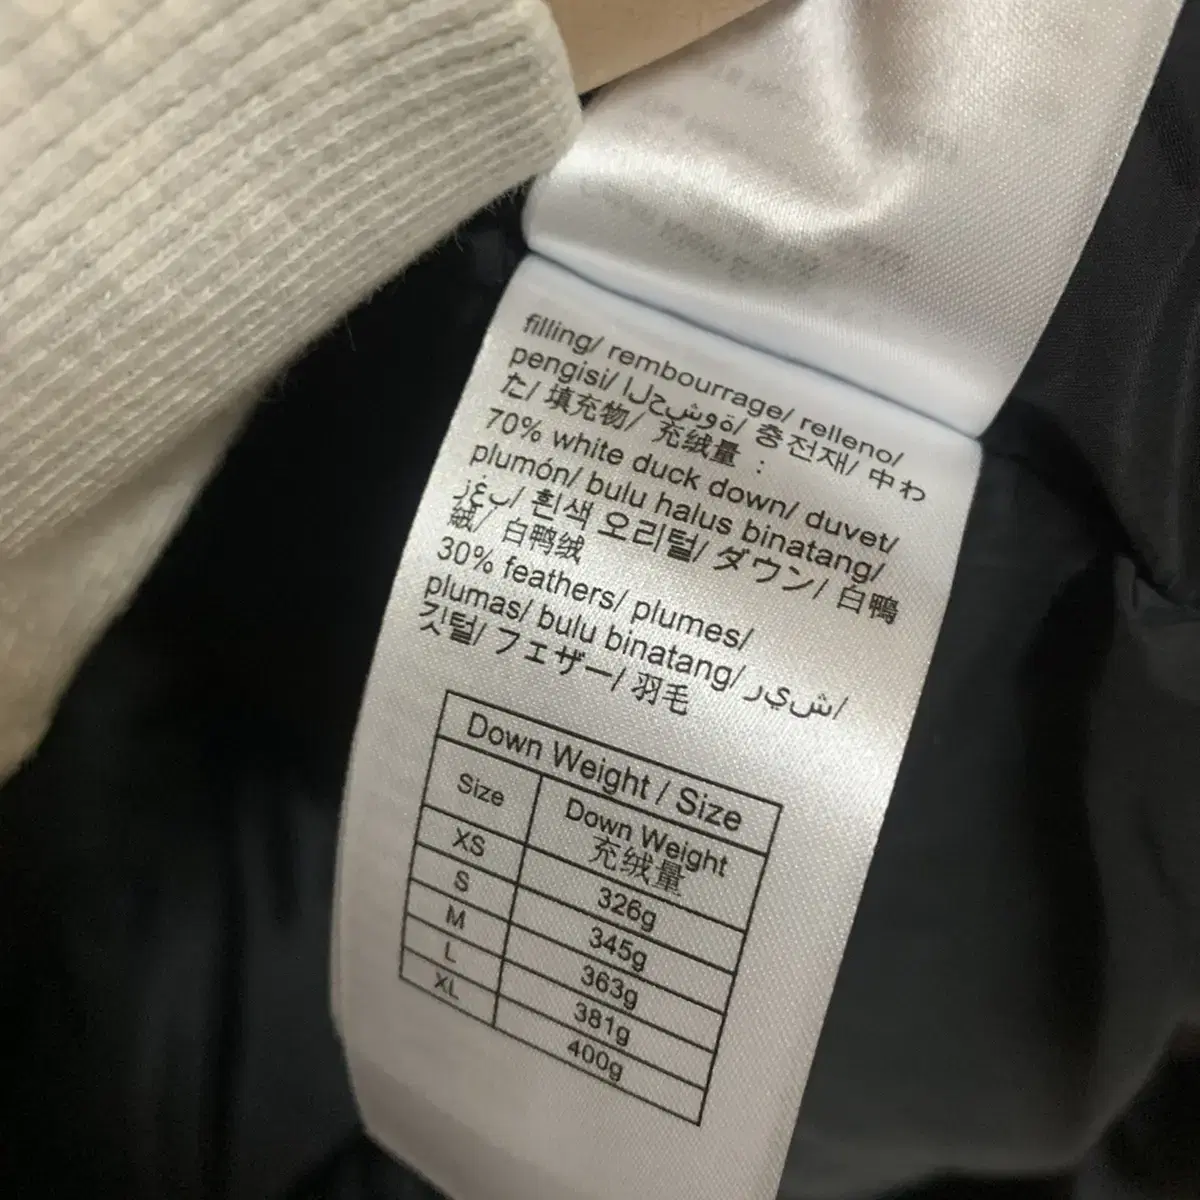 filling/ rembourrage/ relleno/
pengisi/ الحشوة/ 충전재/ 中わ
た/ 填充物/ 充绒量 :
70% white duck down/ duvet/
plumón/ bulu halus binatang/
زغب/ 흰색 오리털/ ダウン/ 白鴨
絨/ 白鸭绒
30% feathers/ plumes/
plumas/ bulu binatang/ ريش/
깃털/ フェザー/ 羽毛
Down Weight / Size
Size Down Weight
充绒量
XS 326g
S 345g
M 363g
L 381g
XL 400g